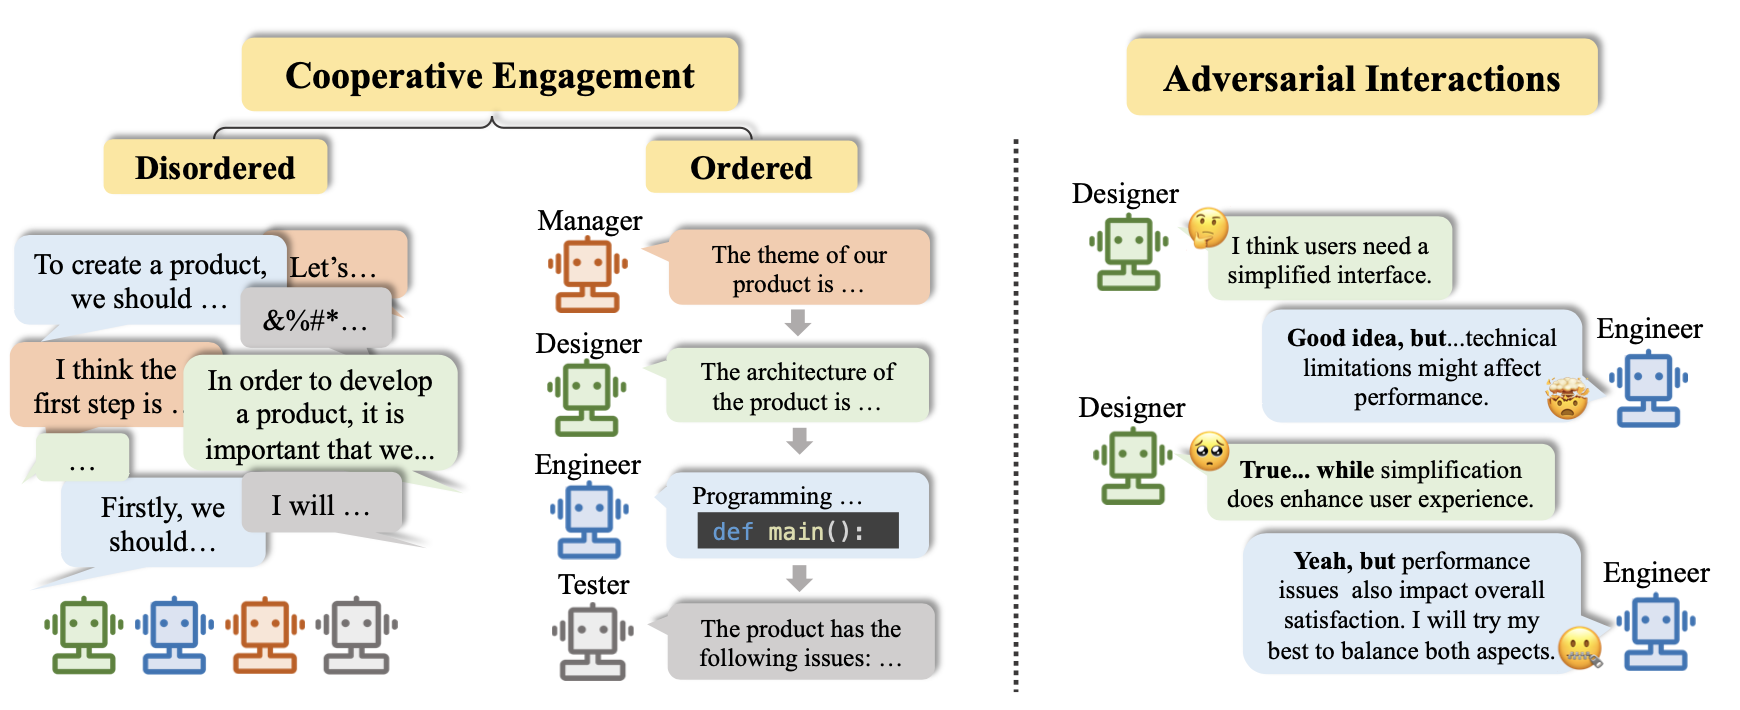 Cooperative Engagement
Disordered
To create a product,
we should …
Let’s…
&%#*…
I think the
first step is ..
In order to develop
a product, it is
important that we...
…
Firstly, we
should…
I will …
Ordered
Manager
The theme of our
product is …
Designer
The architecture of
the product is …
Engineer
Programming …
def main():
Tester
The product has the
following issues: …
Adversarial Interactions
Designer
I think users need a
simplified interface.
Engineer
Good idea, but...technical
limitations might affect
performance.
Designer
True... while simplification
does enhance user experience.
Engineer
Yeah, but performance
issues also impact overall
satisfaction. I will try my
best to balance both aspects.